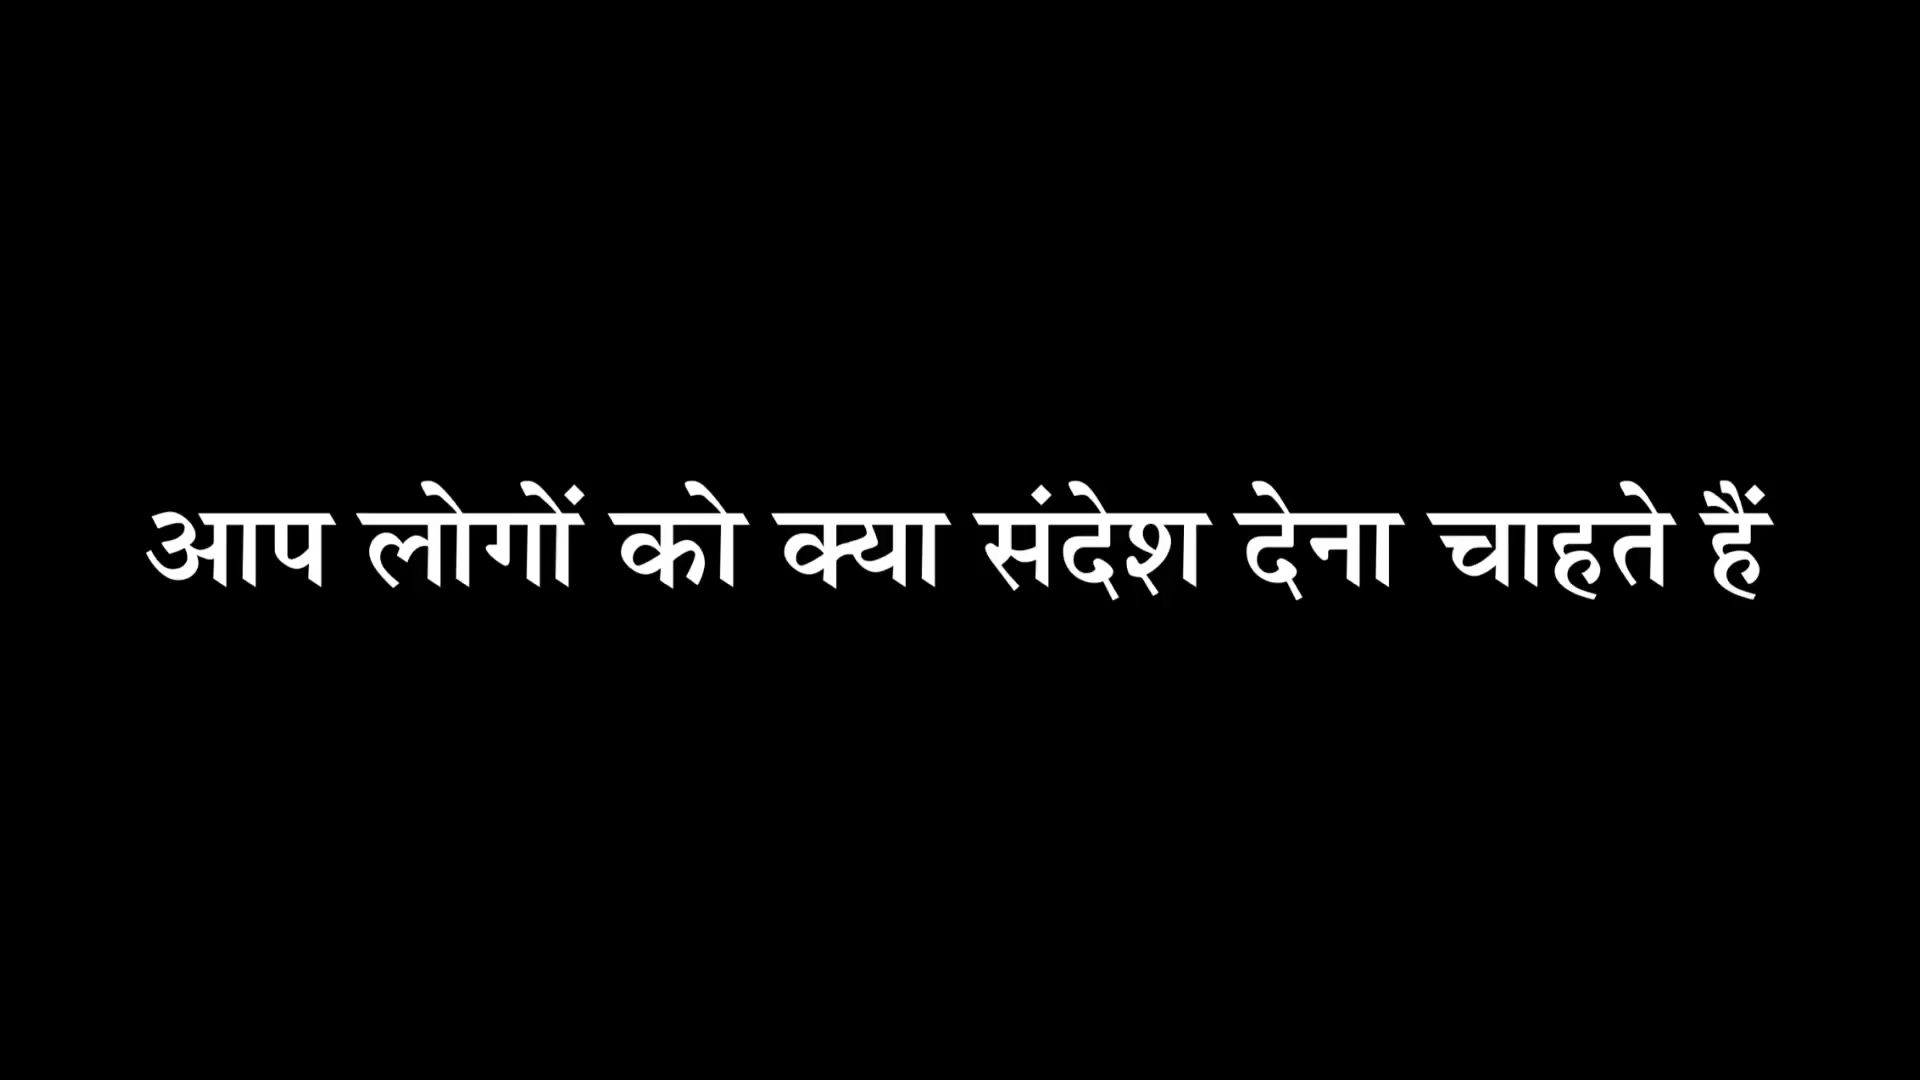 आप लोगों को क्या संदेश देना चाहते हैं